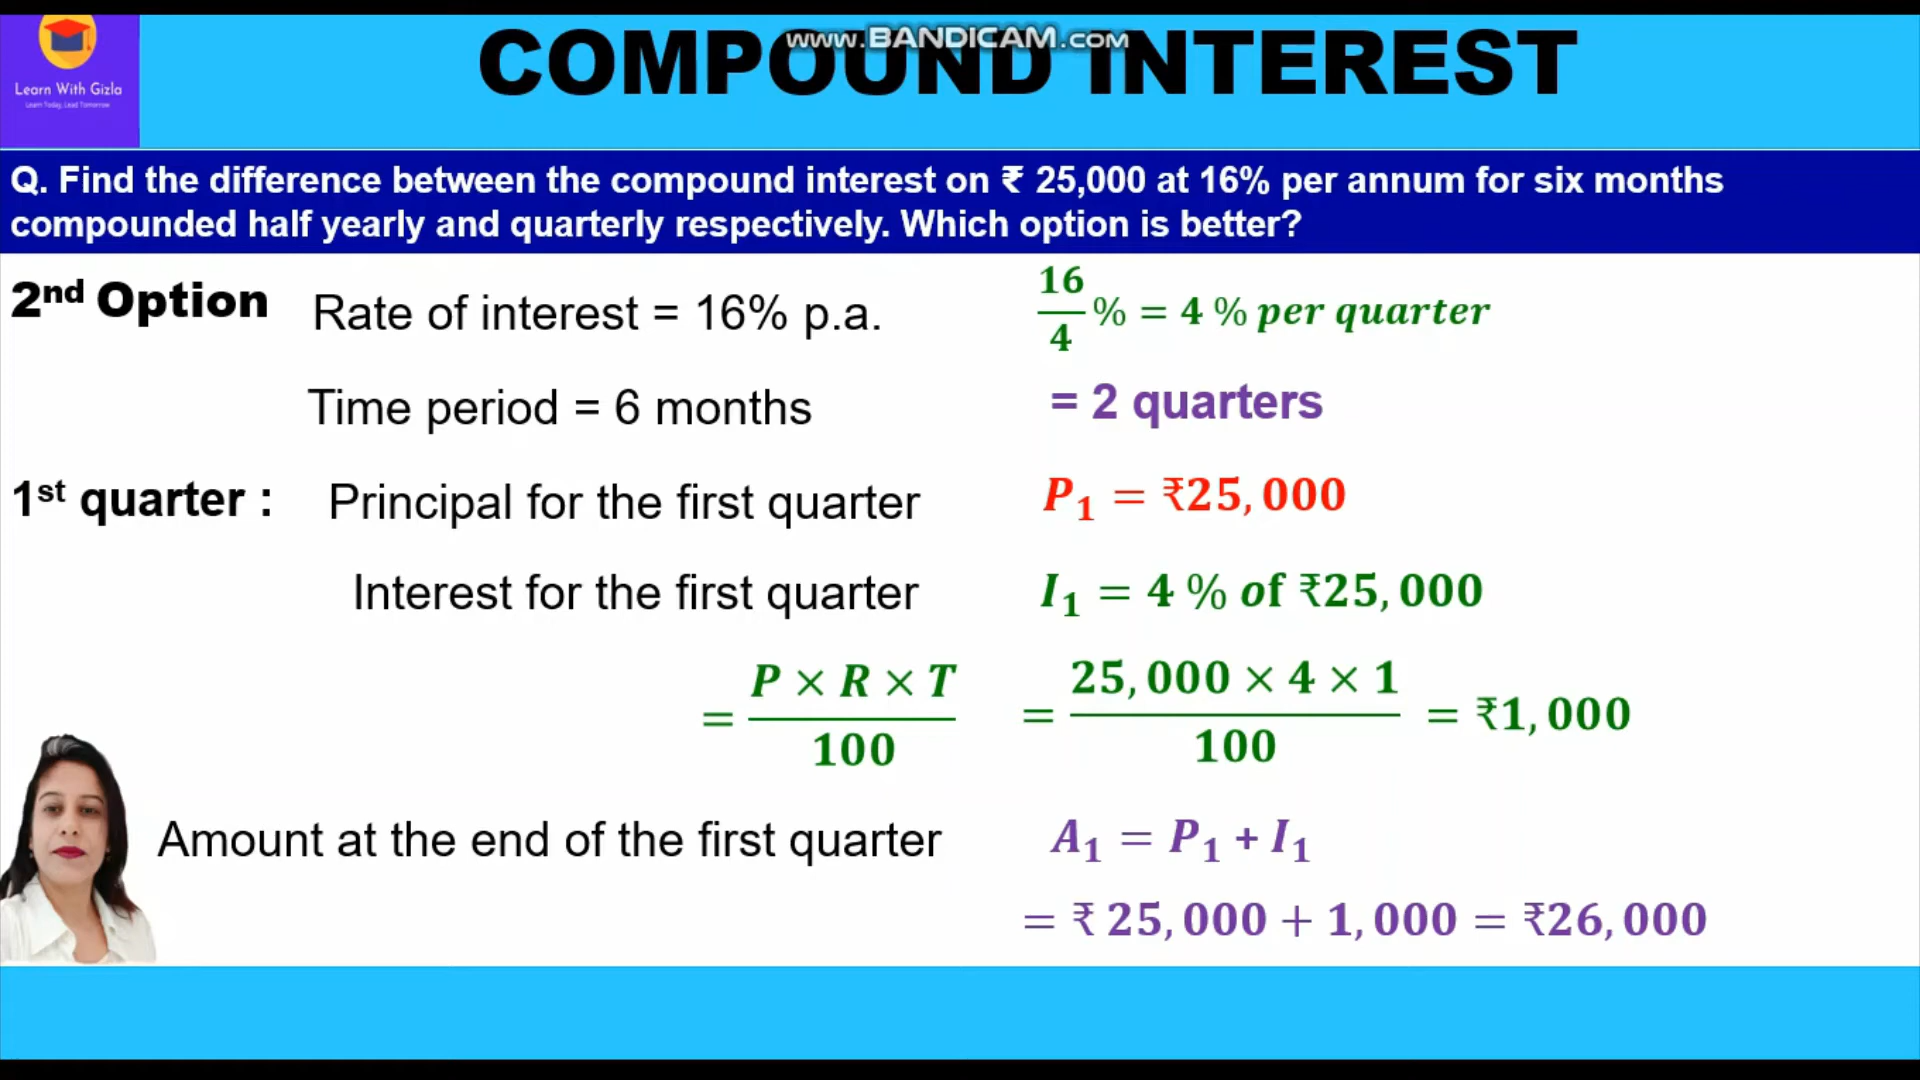 www.BANDICAM.com
COMPOUND INTEREST
Learn With Gizla
Learn Today, Lead Tomorrow
Q. Find the difference between the compound interest on ₹ 25,000 at 16% per annum for six months
compounded half yearly and quarterly respectively. Which option is better?
2nd Option Rate of interest = 16% p.a. 16/4 % = 4 % per quarter
Time period = 6 months = 2 quarters
1st quarter : Principal for the first quarter P₁ = ₹25,000
Interest for the first quarter I₁ = 4 % of ₹25,000
= P × R × T / 100 = 25,000 × 4 × 1 / 100 = ₹1,000
Amount at the end of the first quarter A₁ = P₁ + I₁
= ₹ 25,000 + 1,000 = ₹26,000